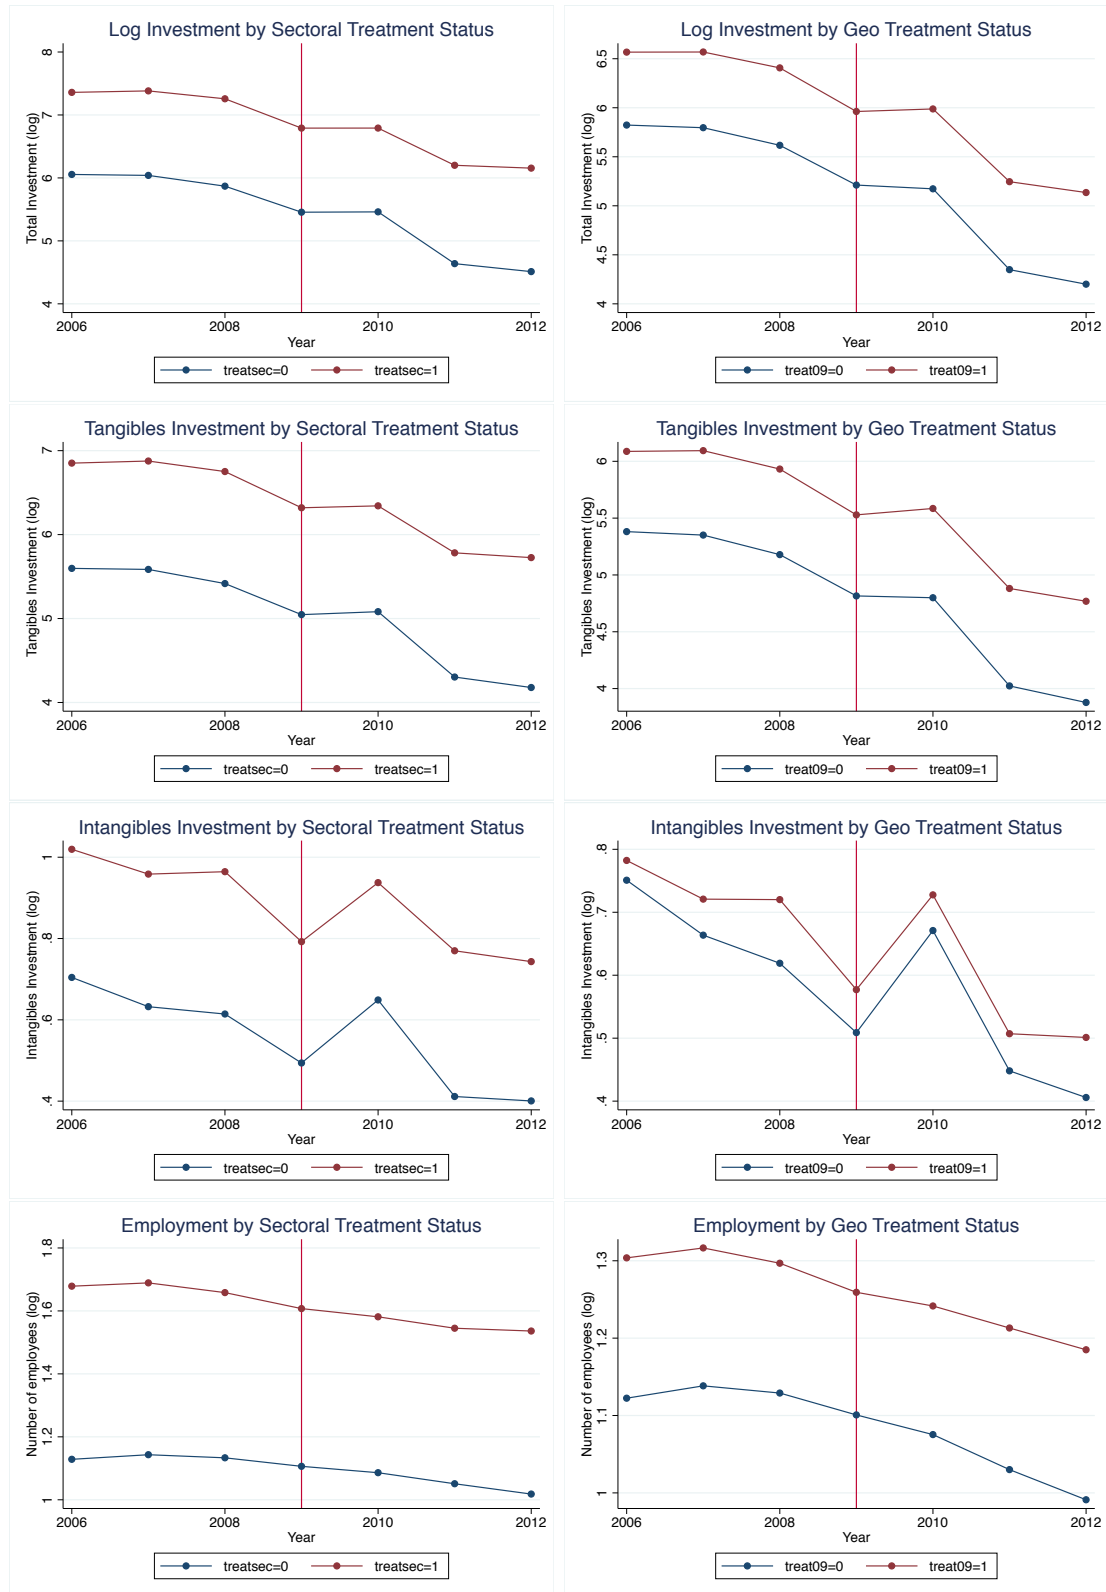 Log Investment by Sectoral Treatment Status
Total Investment (log)
8
7
6
5
4
2006 2008 2010 2012
Year
treatsec=0 treatsec=1
Log Investment by Geo Treatment Status
Total Investment (log)
6.5
6
5.5
5
4.5
4
2006 2008 2010 2012
Year
treat09=0 treat09=1
Tangibles Investment by Sectoral Treatment Status
Tangibles Investment (log)
7
6
5
4
2006 2008 2010 2012
Year
treatsec=0 treatsec=1
Tangibles Investment by Geo Treatment Status
Tangibles Investment (log)
6
5.5
5
4.5
4
2006 2008 2010 2012
Year
treat09=0 treat09=1
Intangibles Investment by Sectoral Treatment Status
Intangibles Investment (log)
1
.8
.6
.4
2006 2008 2010 2012
Year
treatsec=0 treatsec=1
Intangibles Investment by Geo Treatment Status
Intangibles Investment (log)
.8
.7
.6
.5
.4
2006 2008 2010 2012
Year
treat09=0 treat09=1
Employment by Sectoral Treatment Status
Number of employees (log)
1.8
1.6
1.4
1.2
1
2006 2008 2010 2012
Year
treatsec=0 treatsec=1
Employment by Geo Treatment Status
Number of employees (log)
1.3
1.2
1.1
1
2006 2008 2010 2012
Year
treat09=0 treat09=1